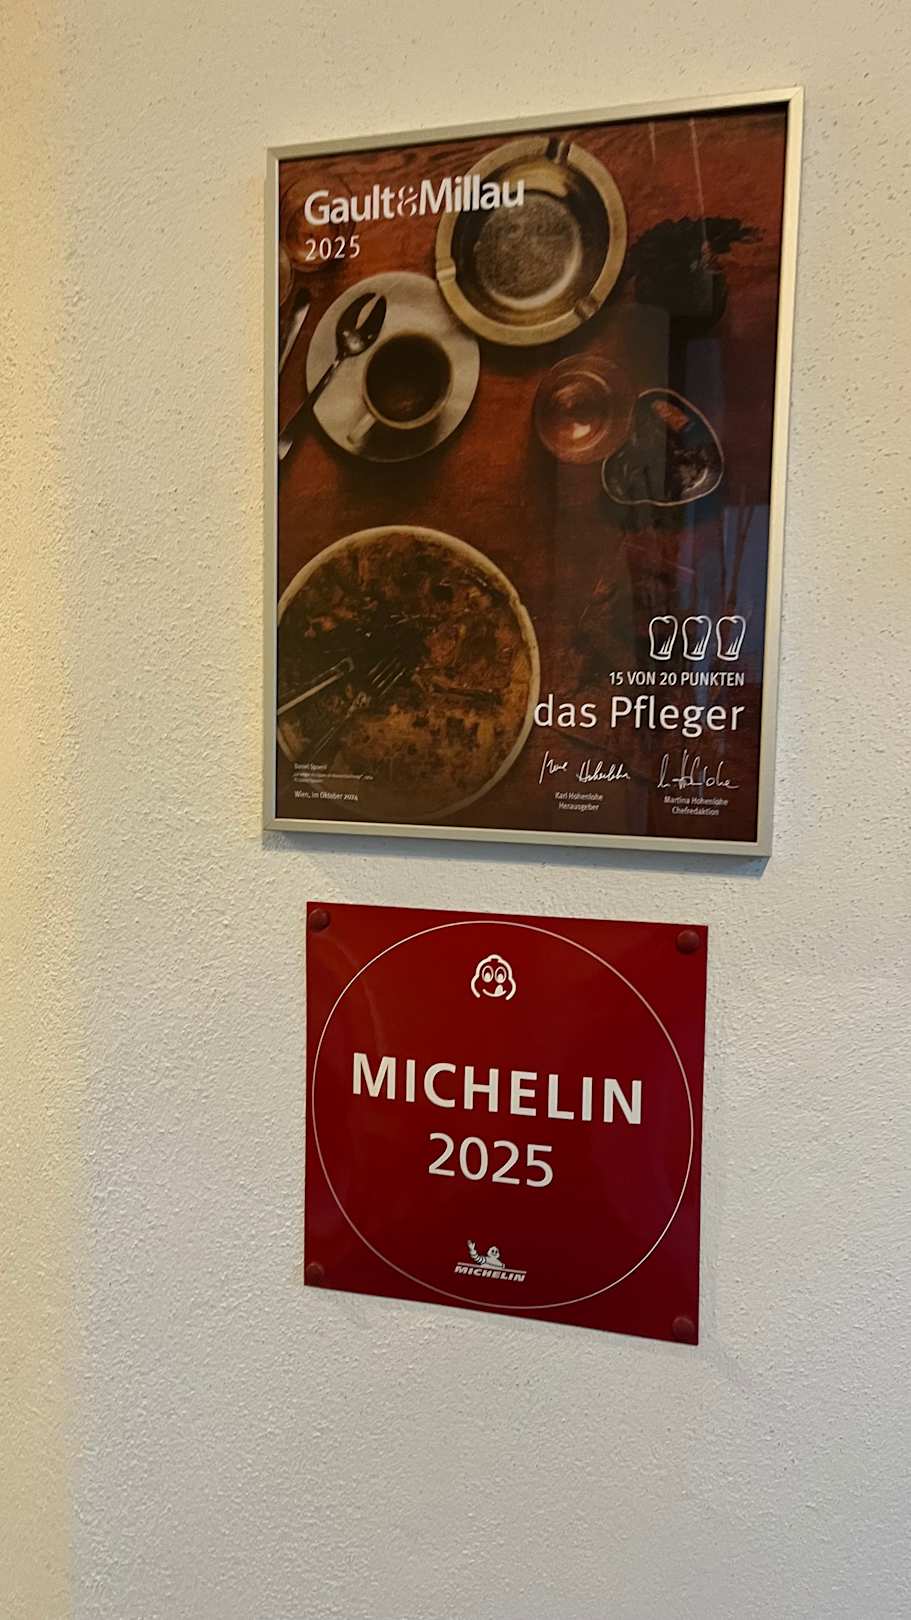 Gault&Millau
2025
15 VON 20 PUNKTEN
das Pfleger
Daniel Spoerri
Wien, im Oktober 2024
Karl Hohenlohe
Herausgeber
Martina Hohenlohe
Chefredaktion
MICHELIN
2025
MICHELIN